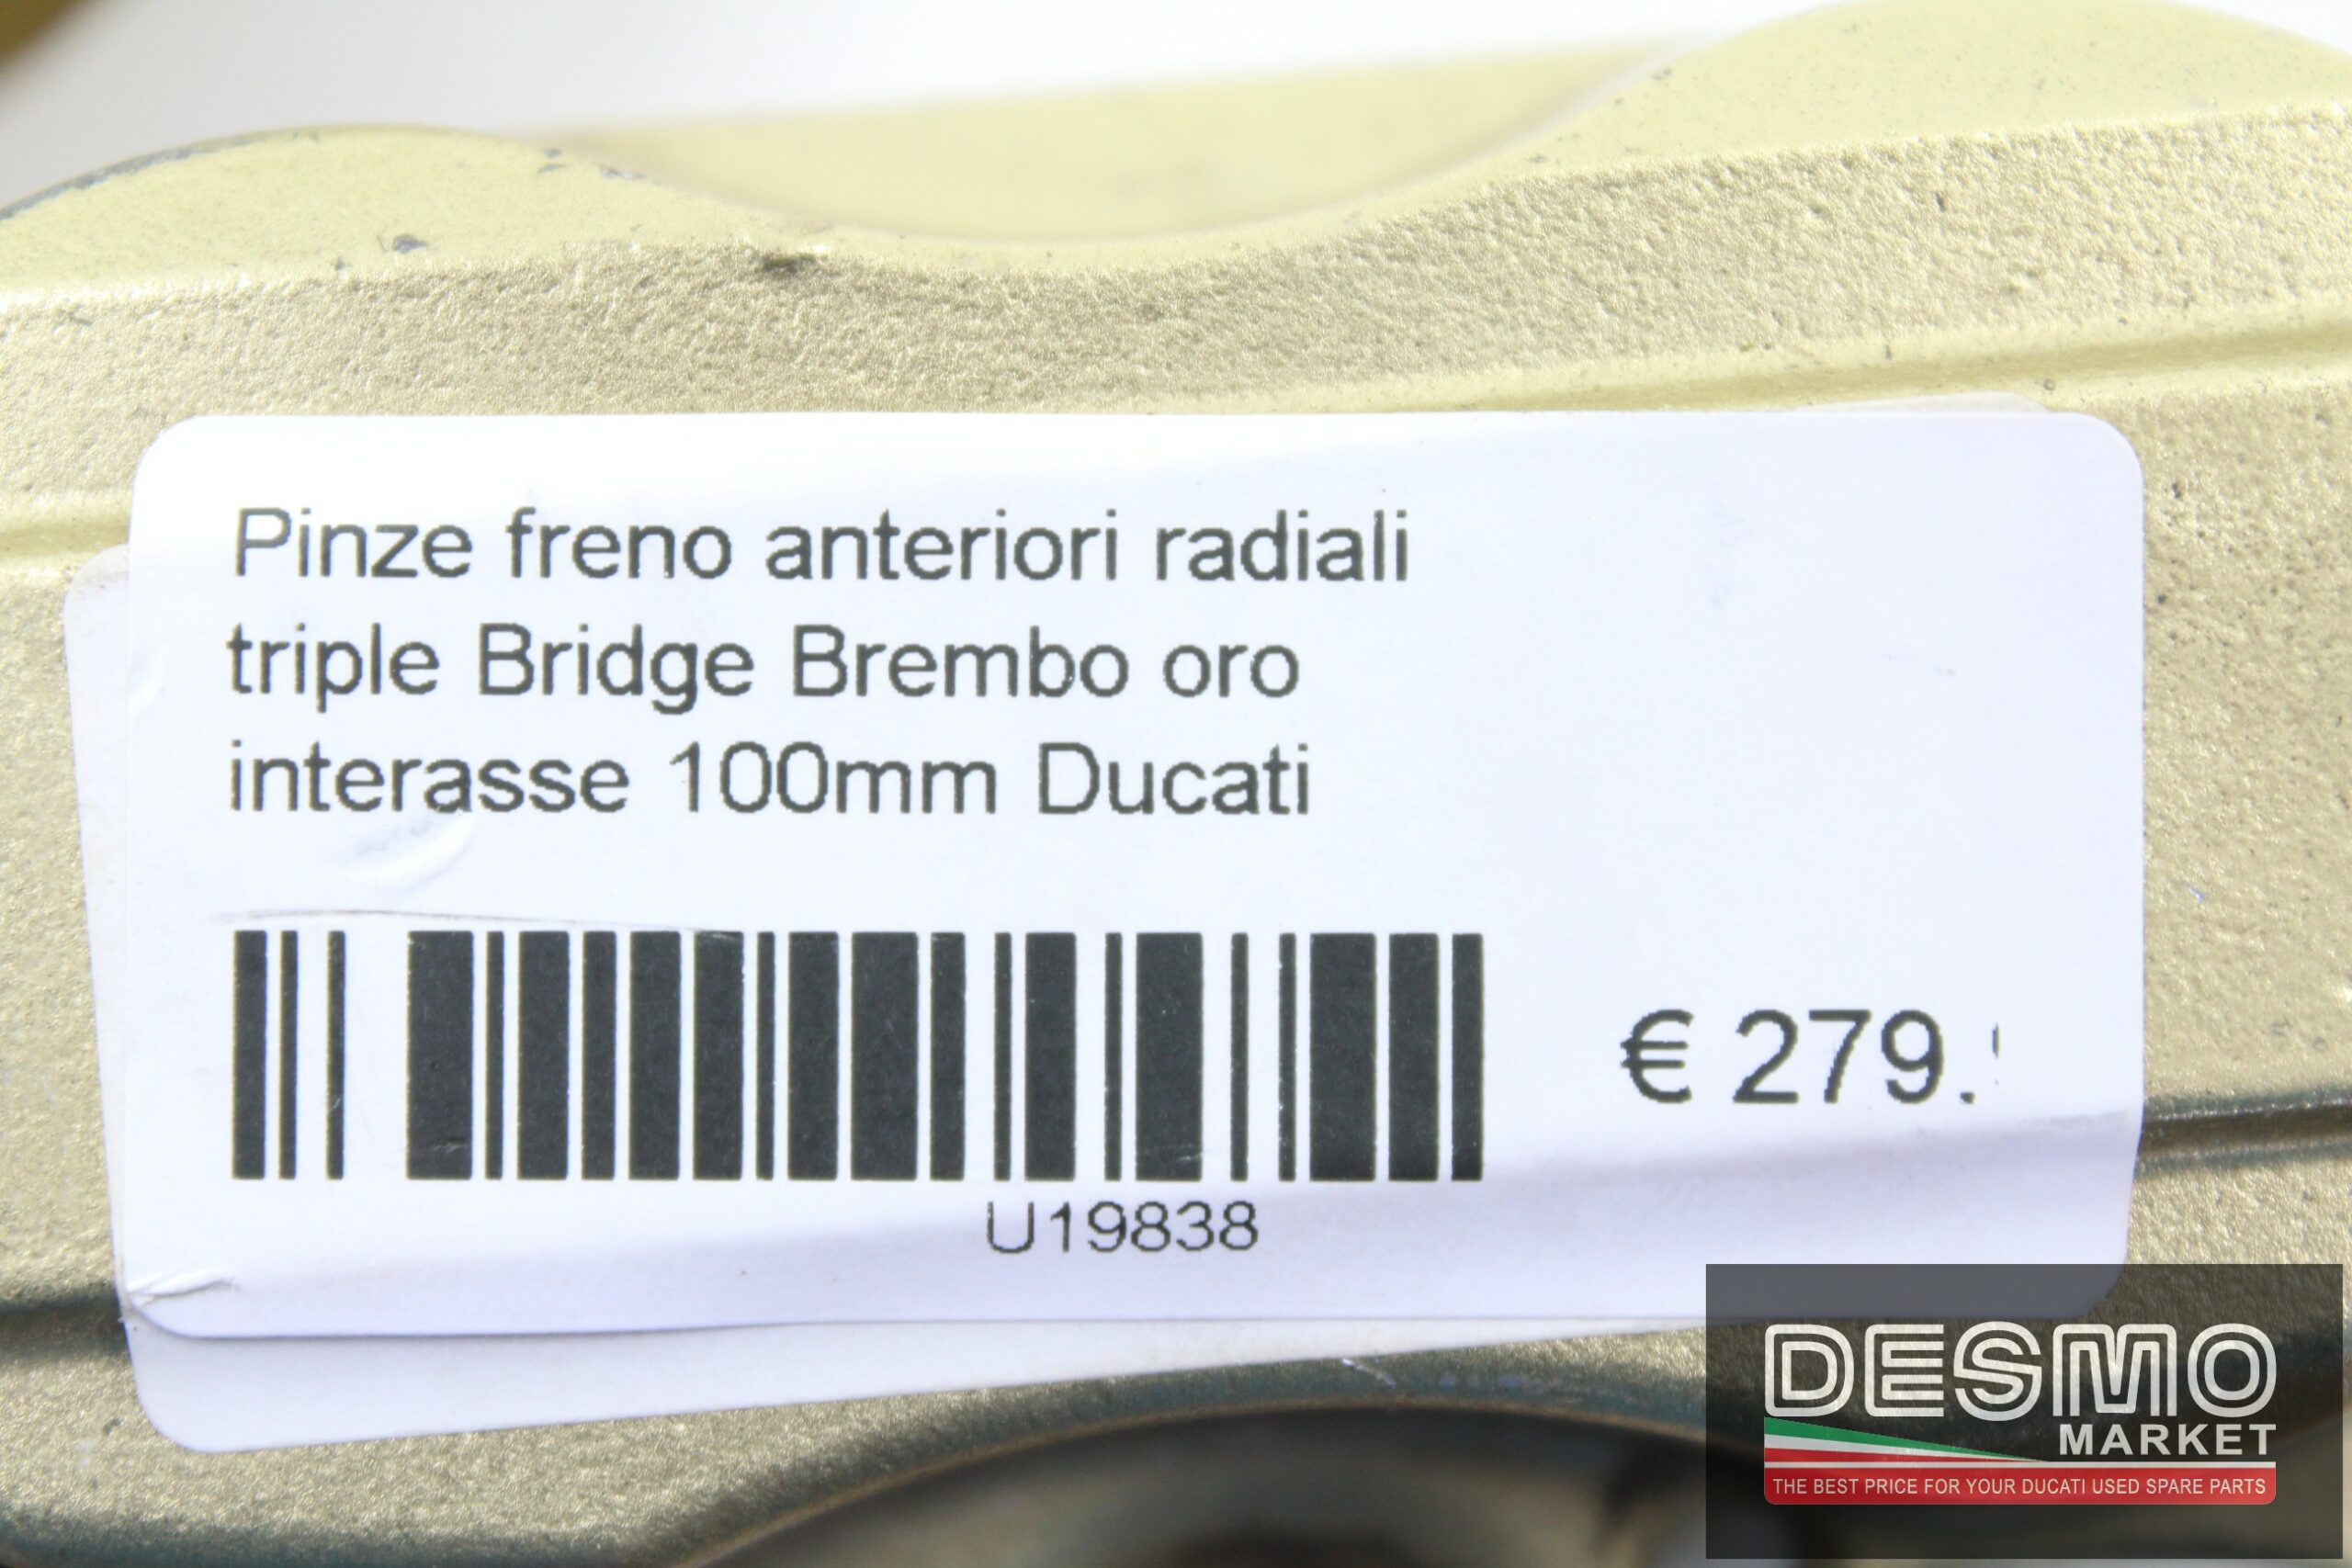 Pinze freno anteriori radiali
triple Bridge Brembo oro
interasse 100mm Ducati
€ 279.
U19838
DESMO
MARKET
THE BEST PRICE FOR YOUR DUCATI USED SPARE PARTS